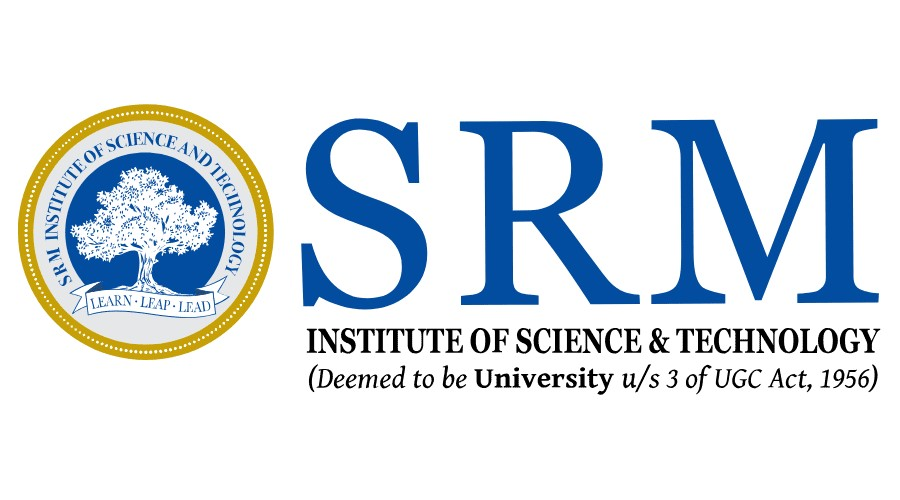 SRM INSTITUTE OF SCIENCE AND TECHNOLOGY
LEARN · LEAP · LEAD
SRM
INSTITUTE OF SCIENCE & TECHNOLOGY
(Deemed to be University u/s 3 of UGC Act, 1956)